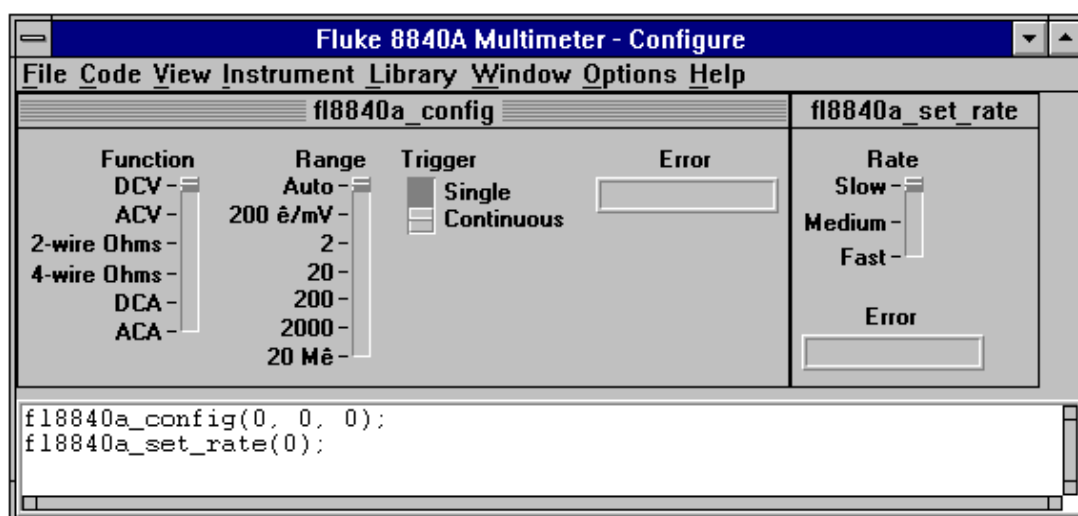 Fluke 8840A Multimeter - Configure
File Code View Instrument Library Window Options Help
fl8840a_config
fl8840a_set_rate
Function
DCV
ACV
2-wire Ohms
4-wire Ohms
DCA
ACA
Range
Auto
200 ê/mV
2
20
200
2000
20 Mê
Trigger
Single
Continuous
Error
Rate
Slow
Medium
Fast
Error
fl8840a_config(0, 0, 0);
fl8840a_set_rate(0);